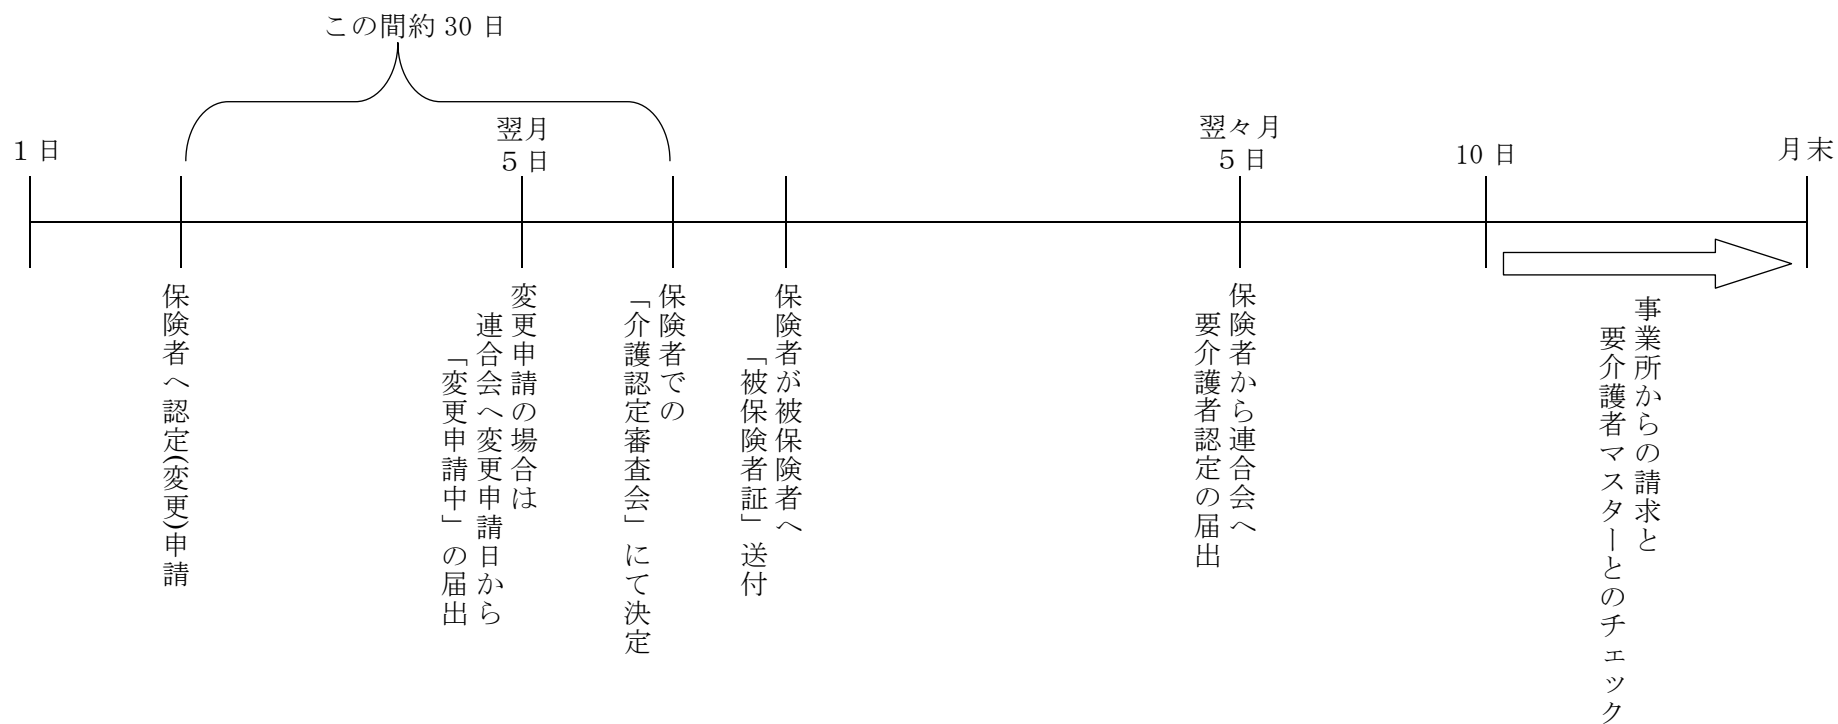 この間約 30 日
1 日
翌月
５日
翌々月
５日
10 日
月末
保険者へ認定(変更)申請
変更申請の場合は
連合会へ変更申請日から
「変更申請中」の届出
保険者での
「介護認定審査会」にて決定
保険者が被保険者へ
「被保険者証」送付
保険者から連合会へ
要介護者認定の届出
事業所からの請求と
要介護者マスターとのチェック